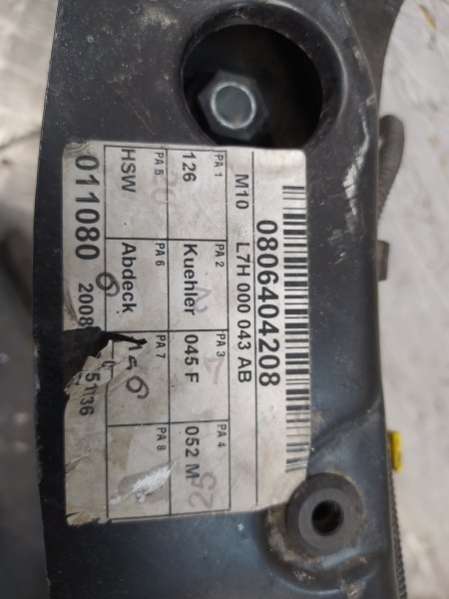 0806404208
M10 L7H 000 043 AB
PA 1 PA 2 PA 3 PA 4
126 Kuehler 045 F 052 M
PA 5 PA 6 PA 7 PA 8
HSW Abdeck
011080 2008